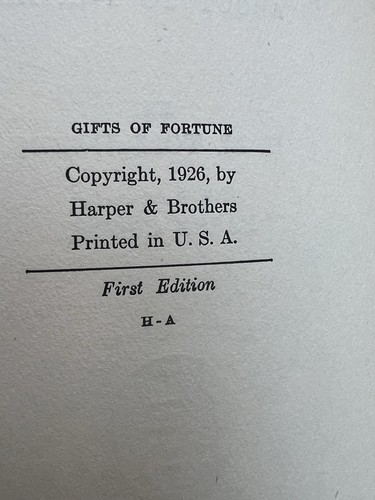 GIFTS OF FORTUNE
Copyright, 1926, by
Harper & Brothers
Printed in U. S. A.
First Edition
H-A